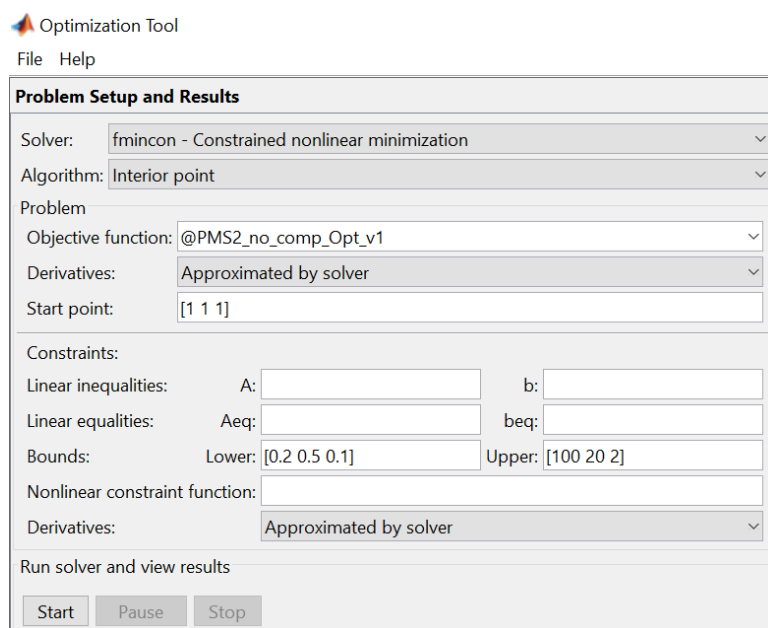 Optimization Tool
File Help
Problem Setup and Results
Solver: fmincon - Constrained nonlinear minimization
Algorithm: Interior point
Problem
Objective function: @PMS2_no_comp_Opt_v1
Derivatives: Approximated by solver
Start point: [1 1 1]
Constraints:
Linear inequalities: A: b:
Linear equalities: Aeq: beq:
Bounds: Lower: [0.2 0.5 0.1] Upper: [100 20 2]
Nonlinear constraint function:
Derivatives: Approximated by solver
Run solver and view results
Start Pause Stop